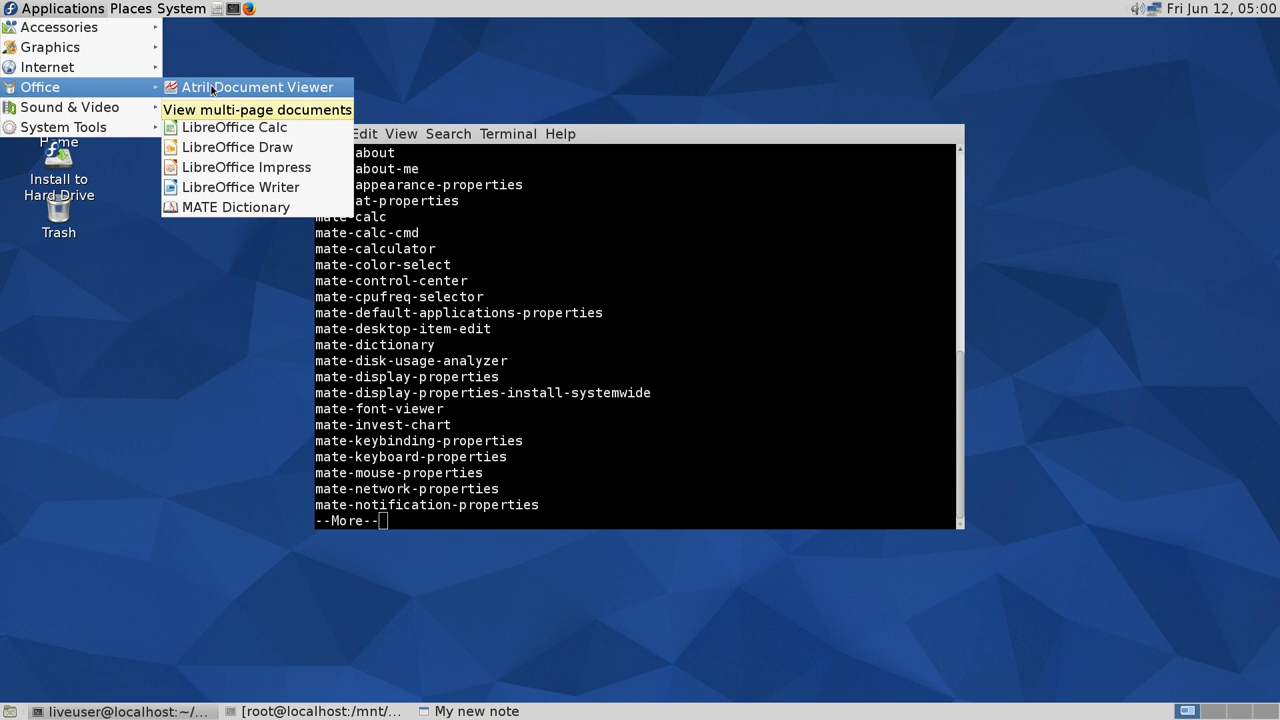 Applications Places System
Fri Jun 12, 05:00
Accessories
Graphics
Internet
Office
Sound & Video
System Tools
Atril Document Viewer
View multi-page documents
LibreOffice Calc
LibreOffice Draw
LibreOffice Impress
LibreOffice Writer
MATE Dictionary
Home
Install to
Hard Drive
Trash
Edit View Search Terminal Help
about
about-me
appearance-properties
at-properties
mate-calc
mate-calc-cmd
mate-calculator
mate-color-select
mate-control-center
mate-cpufreq-selector
mate-default-applications-properties
mate-desktop-item-edit
mate-dictionary
mate-disk-usage-analyzer
mate-display-properties
mate-display-properties-install-systemwide
mate-font-viewer
mate-invest-chart
mate-keybinding-properties
mate-keyboard-properties
mate-mouse-properties
mate-network-properties
mate-notification-properties
--More--
liveuser@localhost:~/...
[root@localhost:/mnt/...
My new note